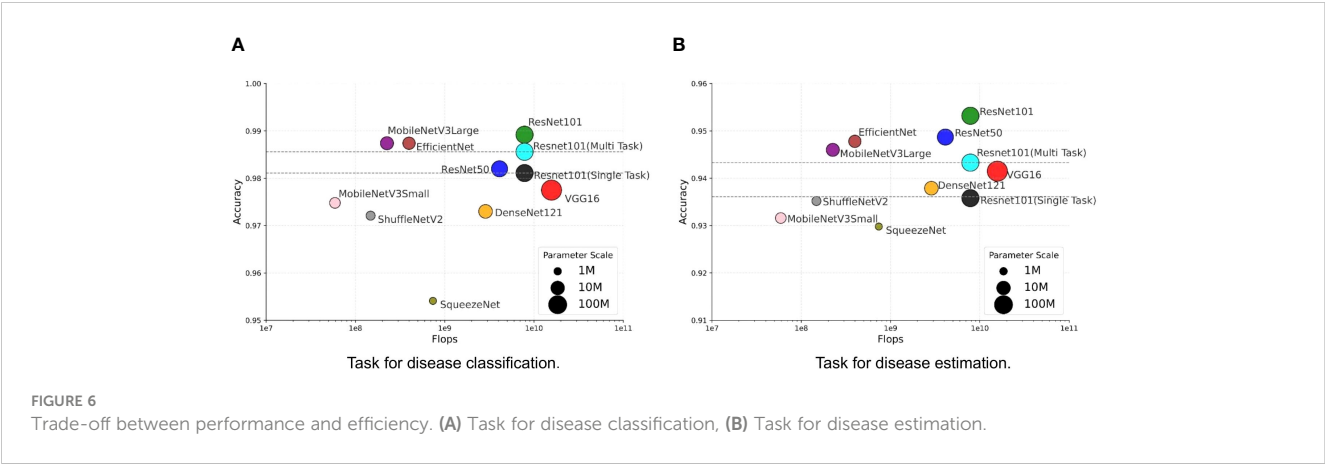 A
1.00
0.99
0.98
0.97
0.96
0.95
Accuracy
1e7
1e8
1e9
1e10
1e11
Flops
ResNet101
MobileNetV3Large
EfficientNet
Resnet101(Multi Task)
ResNet50
Resnet101(Single Task)
MobileNetV3Small
VGG16
ShuffleNetV2
DenseNet121
SqueezeNet
Parameter Scale
1M
10M
100M
Task for disease classification.
B
0.96
0.95
0.94
0.93
0.92
0.91
Accuracy
1e7
1e8
1e9
1e10
1e11
Flops
ResNet101
EfficientNet
ResNet50
MobileNetV3Large
Resnet101(Multi Task)
VGG16
DenseNet121
ShuffleNetV2
Resnet101(Single Task)
MobileNetV3Small
SqueezeNet
Parameter Scale
1M
10M
100M
Task for disease estimation.
FIGURE 6
Trade-off between performance and efficiency. (A) Task for disease classification, (B) Task for disease estimation.